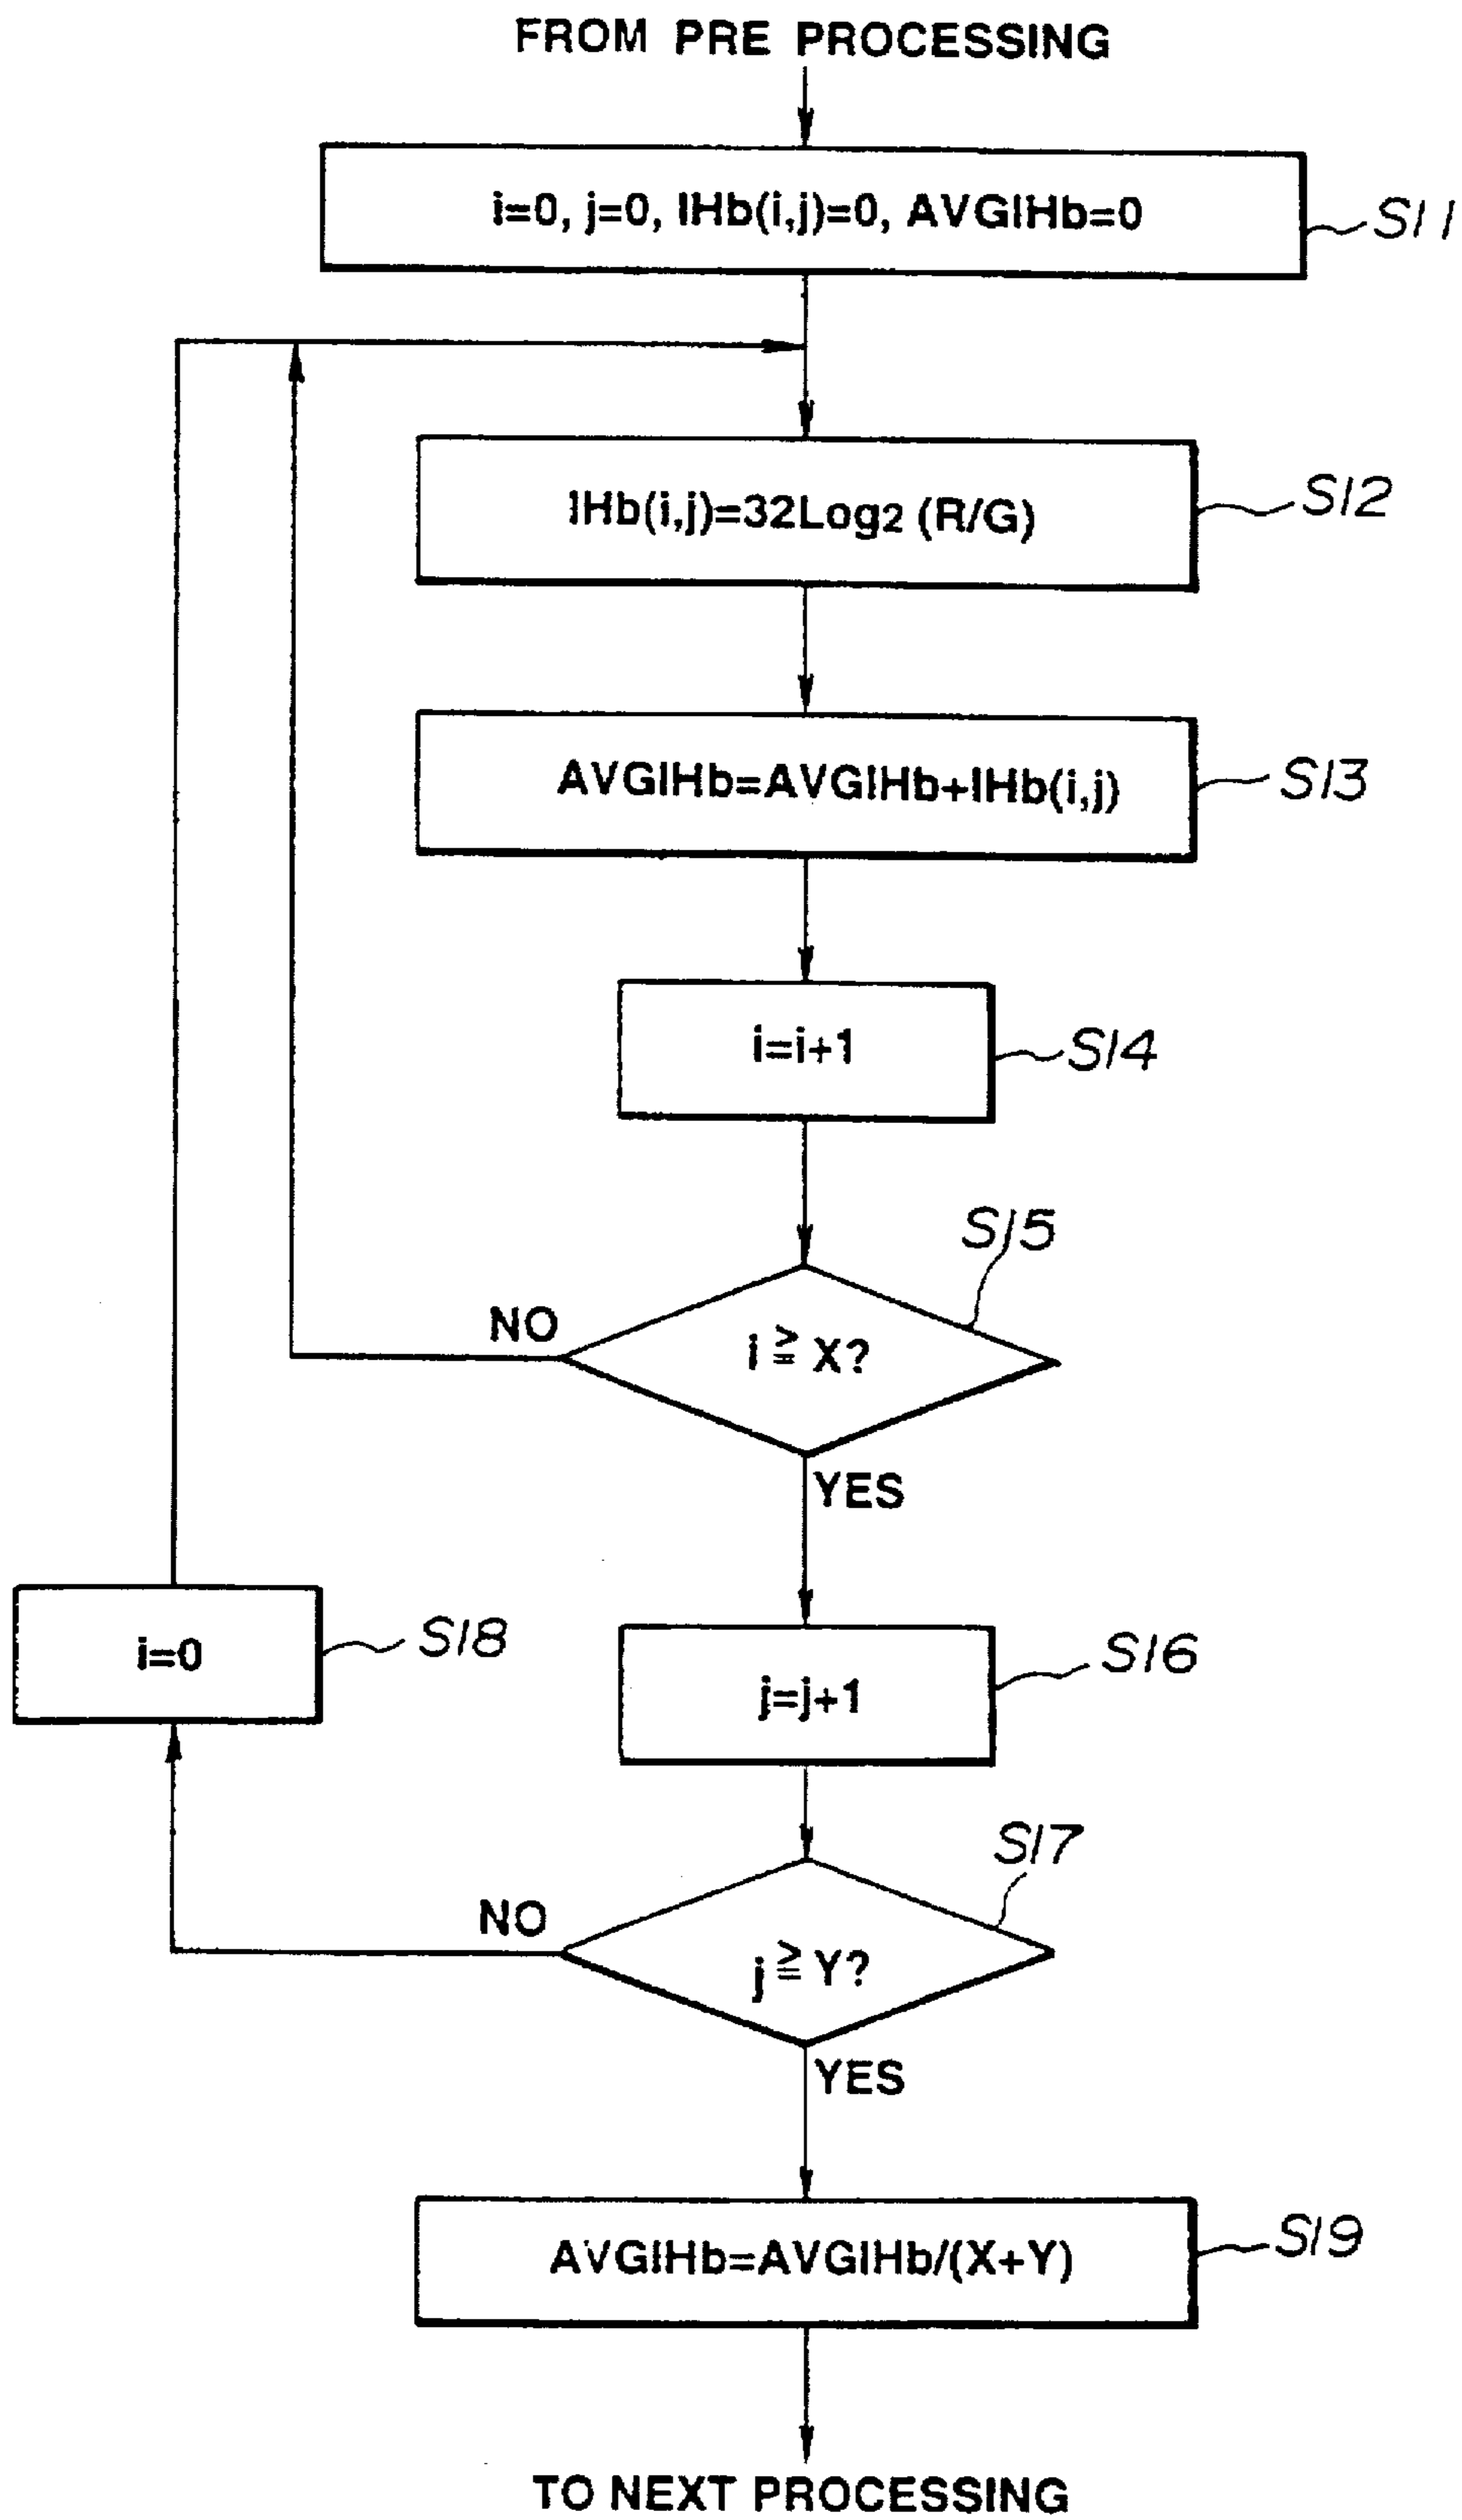 FROM PRE PROCESSING
i=0, j=0, IHb(i,j)=0, AVGIHb=0
S11
IHb(i,j)=32Log2 (R/G)
S12
AVGIHb=AVGIHb+IHb(i,j)
S13
i=i+1
S14
S15
NO
i ≧ X?
YES
i=0
S18
j=j+1
S16
S17
NO
j ≧ Y?
YES
AVGIHb=AVGIHb/(X+Y)
S19
TO NEXT PROCESSING